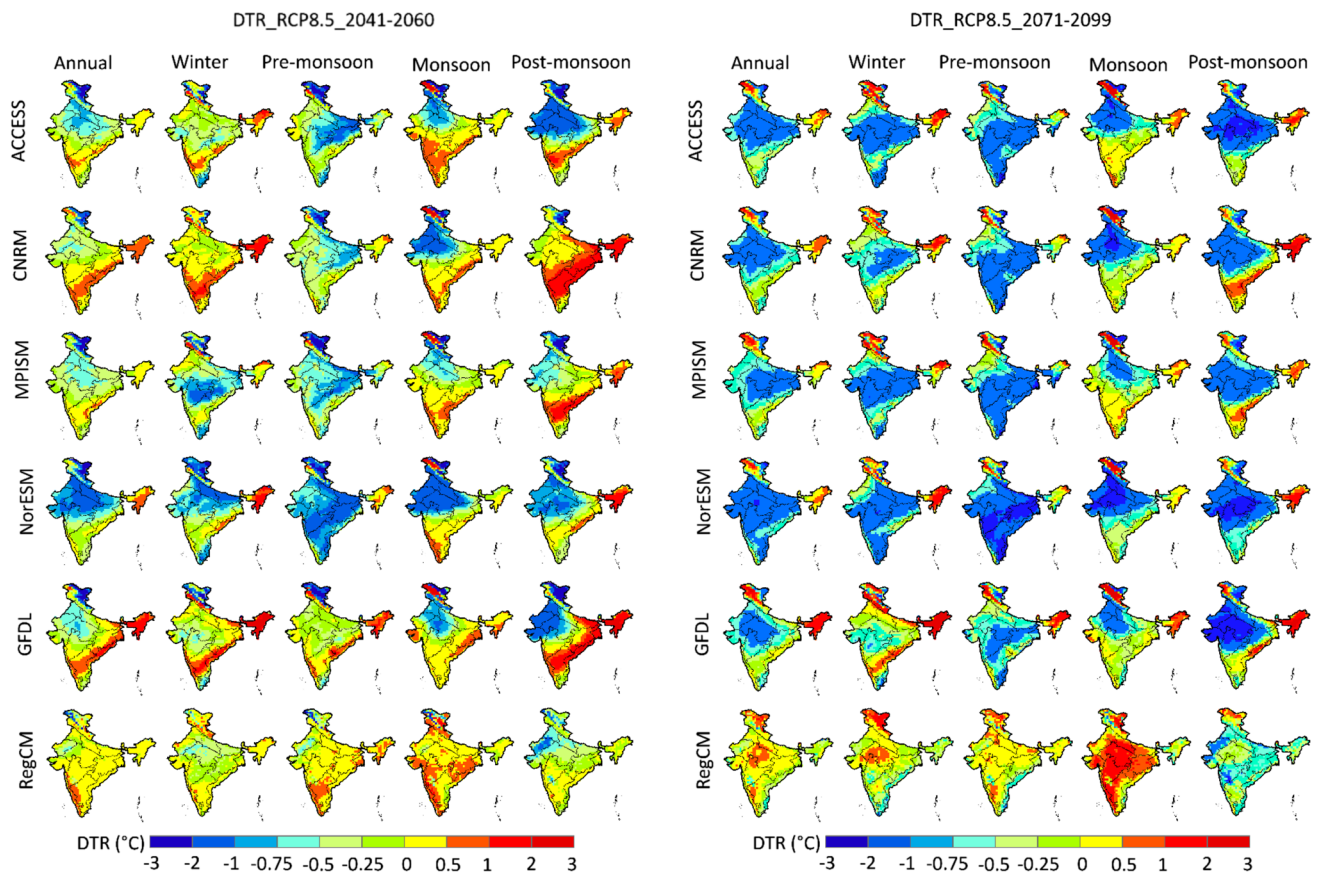 DTR_RCP8.5_2041-2060
Annual Winter Pre-monsoon Monsoon Post-monsoon
ACCESS
CNRM
MPISM
NorESM
GFDL
RegCM
DTR (°C)
-3 -2 -1 -0.75 -0.5 -0.25 0 0.5 1 2 3
DTR_RCP8.5_2071-2099
Annual Winter Pre-monsoon Monsoon Post-monsoon
ACCESS
CNRM
MPISM
NorESM
GFDL
RegCM
DTR (°C)
-3 -2 -1 -0.75 -0.5 -0.25 0 0.5 1 2 3